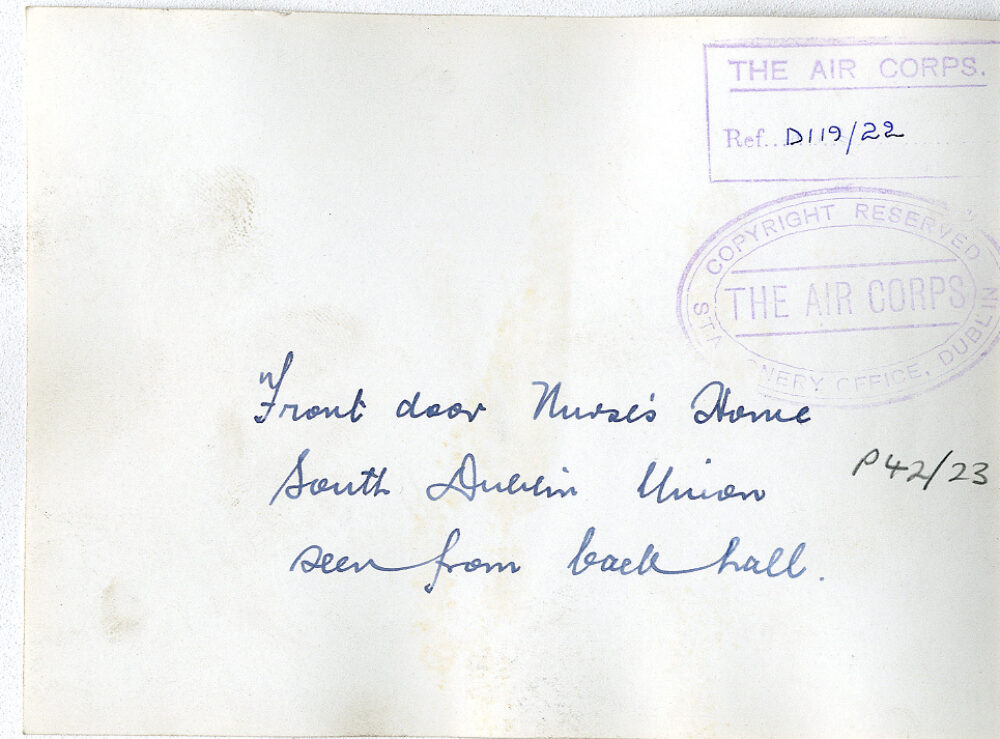 THE AIR CORPS.
Ref. D119/22
COPYRIGHT RESERVED
THE AIR CORPS
STATIONERY OFFICE, DUBLIN
Front door Nurse's Home
South Dublin Union
P42/23
seen from back hall.